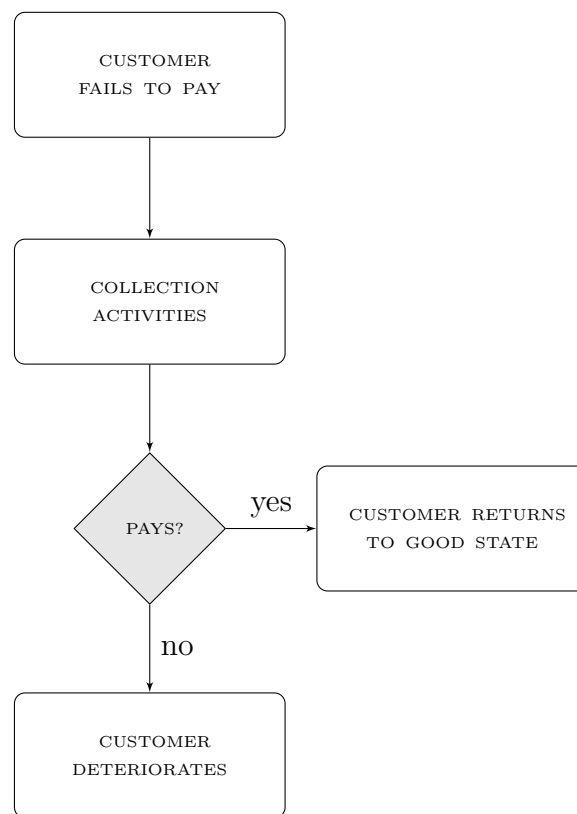 CUSTOMER
FAILS TO PAY
COLLECTION
ACTIVITIES
PAYS?
yes
CUSTOMER RETURNS
TO GOOD STATE
no
CUSTOMER
DETERIORATES